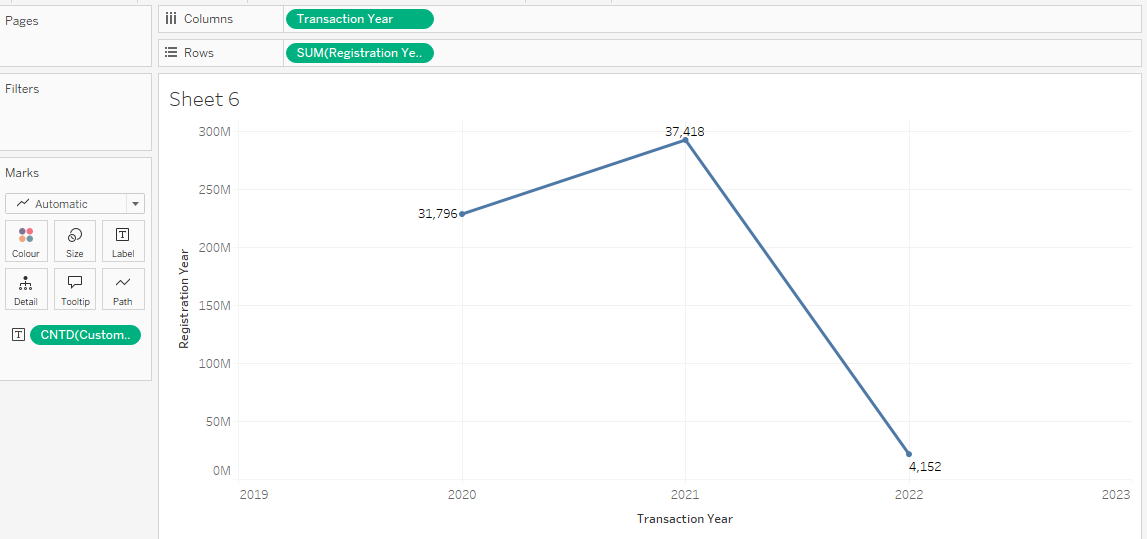 Pages
Columns
Transaction Year
Rows
SUM(Registration Ye..
Filters
Marks
Automatic
Colour
Size
Label
Detail
Tooltip
Path
CNTD(Custom..
Sheet 6
300M
250M
200M
150M
100M
50M
0M
Registration Year
31,796
37,418
4,152
2019
2020
2021
2022
2023
Transaction Year